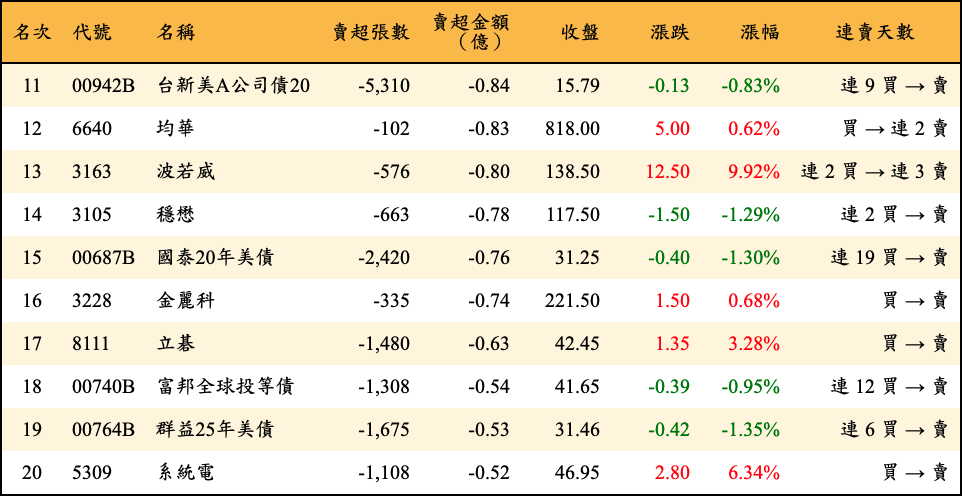 名次 代號 名稱 賣超張數 賣超金額（億） 收盤 漲跌 漲幅 連賣天數
11 00942B 台新美A公司債20 -5,310 -0.84 15.79 -0.13 -0.83% 連 9 買 → 賣
12 6640 均華 -102 -0.83 818.00 5.00 0.62% 買 → 連 2 賣
13 3163 波若威 -576 -0.80 138.50 12.50 9.92% 連 2 買 → 連 3 賣
14 3105 穩懋 -663 -0.78 117.50 -1.50 -1.29% 連 2 買 → 賣
15 00687B 國泰20年美債 -2,420 -0.76 31.25 -0.40 -1.30% 連 19 買 → 賣
16 3228 金麗科 -335 -0.74 221.50 1.50 0.68% 買 → 賣
17 8111 立碁 -1,480 -0.63 42.45 1.35 3.28% 買 → 賣
18 00740B 富邦全球投等債 -1,308 -0.54 41.65 -0.39 -0.95% 連 12 買 → 賣
19 00764B 群益25年美債 -1,675 -0.53 31.46 -0.42 -1.35% 連 6 買 → 賣
20 5309 系統電 -1,108 -0.52 46.95 2.80 6.34% 買 → 賣